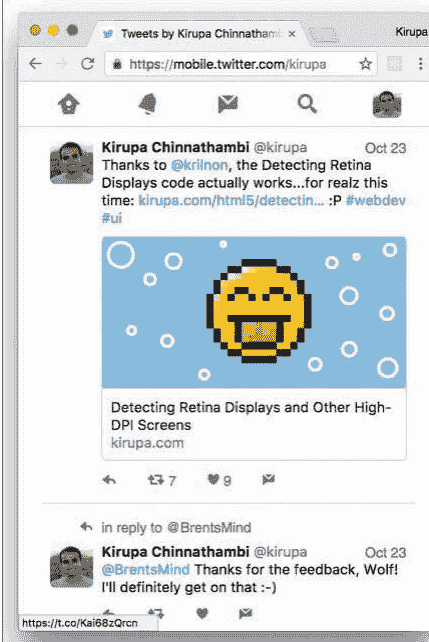 Tweets by Kirupa Chinnathamb
Kirupa
https://mobile.twitter.com/kirupa
Kirupa Chinnathambi @kirupa Oct 23
Thanks to @krilnon, the Detecting Retina
Displays code actually works...for realz this
time: kirupa.com/html5/detectin... :P #webdev
#ui
Detecting Retina Displays and Other High-
DPI Screens
kirupa.com
7 9
in reply to @BrentsMind
Kirupa Chinnathambi @kirupa Oct 23
@BrentsMind Thanks for the feedback, Wolf!
I'll definitely get on that :-)
https://t.co/Kai68zQrcn